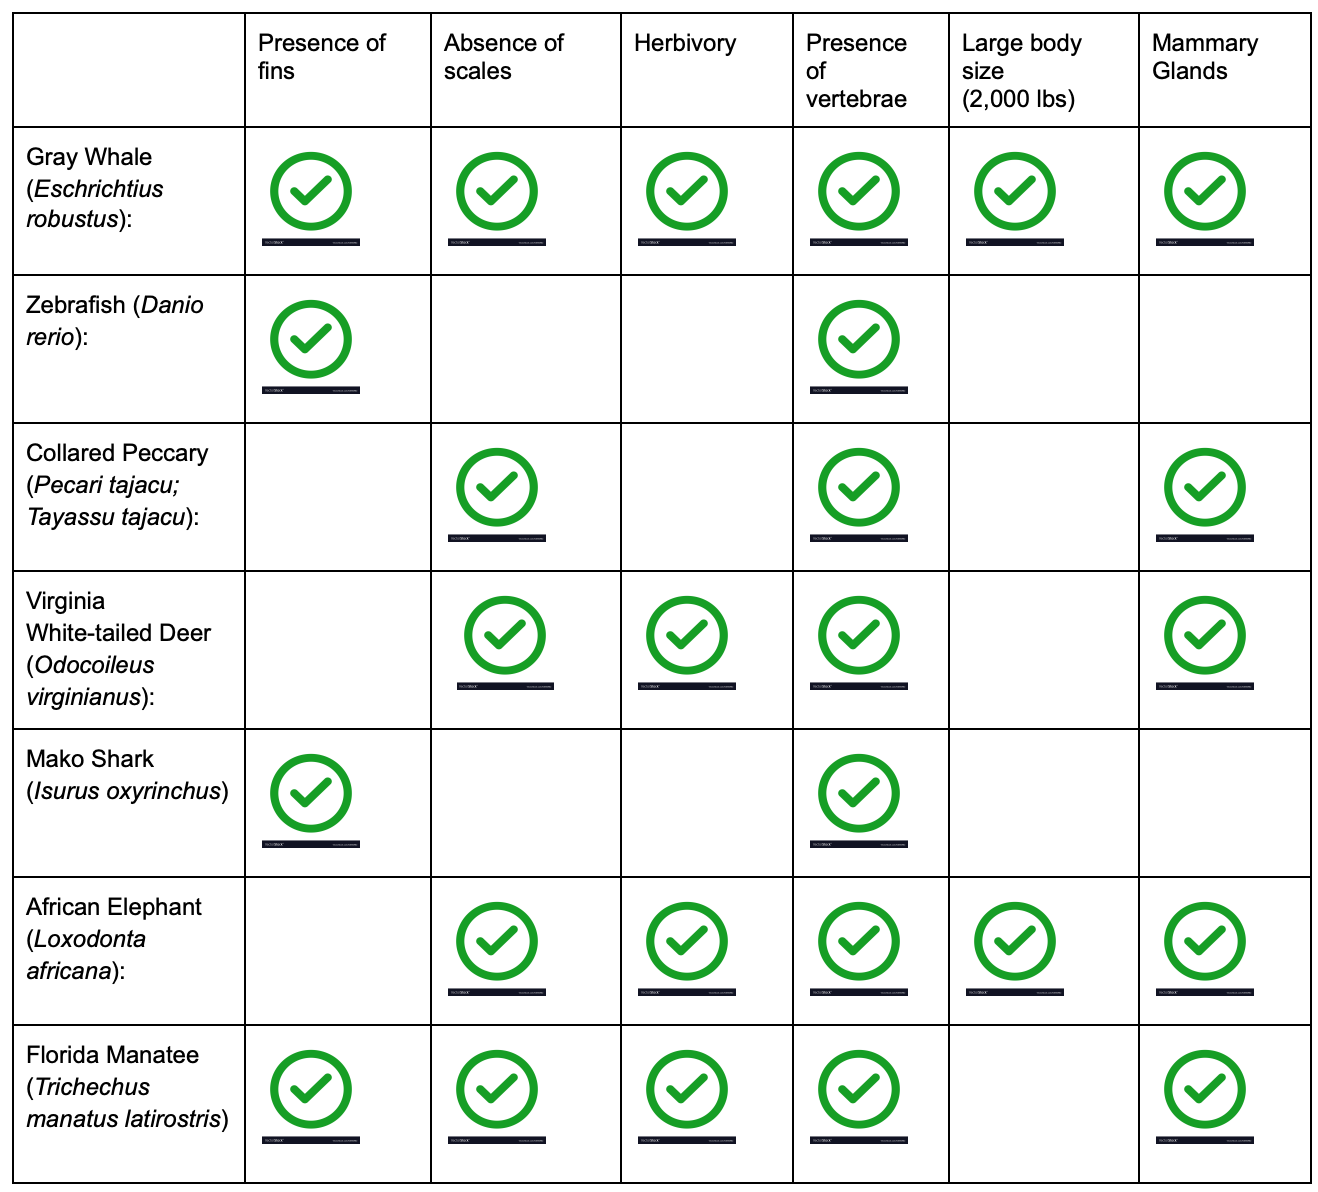 Presence of
fins
Absence of
scales
Herbivory
Presence
of
vertebrae
Large body
size
(2,000 lbs)
Mammary
Glands
Gray Whale
(Eschrichtius
robustus):
Zebrafish (Danio
rerio):
Collared Peccary
(Pecari tajacu;
Tayassu tajacu):
Virginia
White-tailed Deer
(Odocoileus
virginianus):
Mako Shark
(Isurus oxyrinchus)
African Elephant
(Loxodonta
africana):
Florida Manatee
(Trichechus
manatus latirostris)